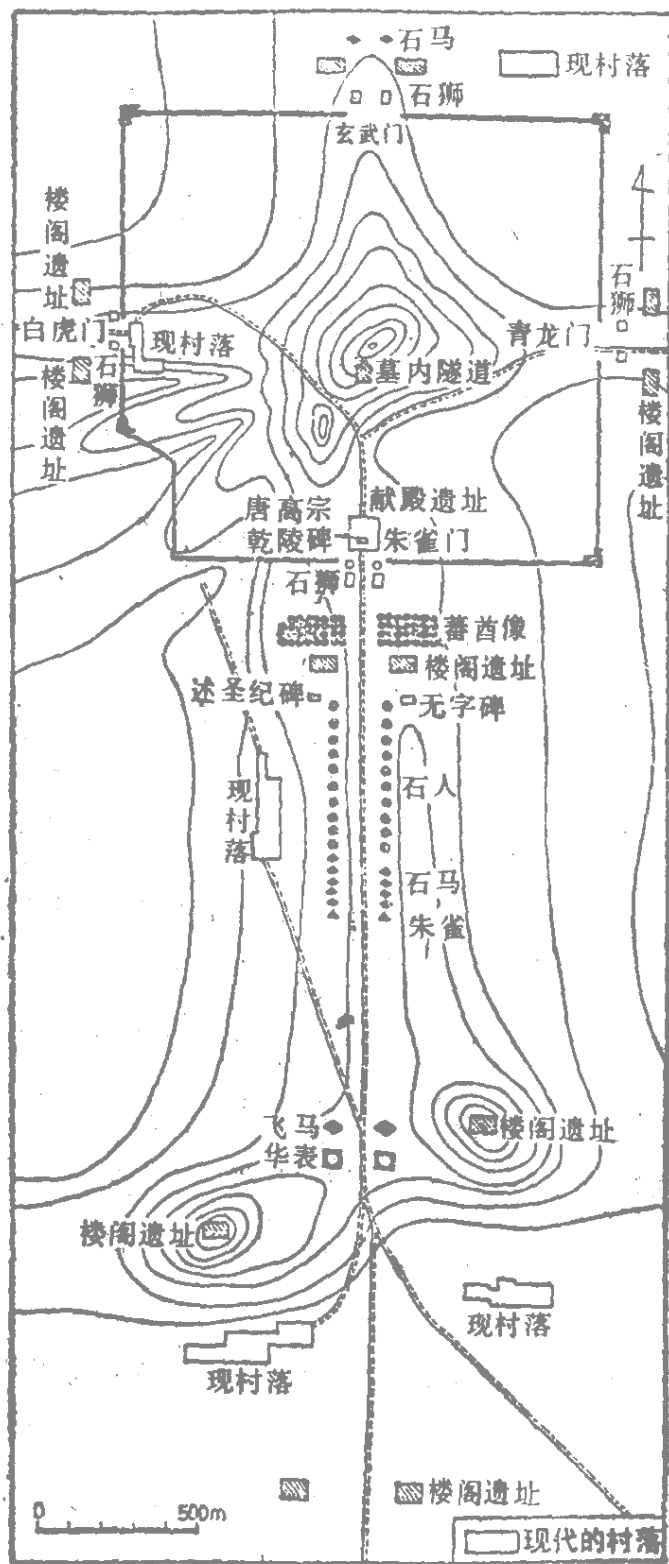 石马
现村落
石狮
玄武门
楼阁遗址
石狮
白虎门
现村落
青龙门
石狮
墓内隧道
楼阁遗址
楼阁遗址
献殿遗址
唐高宗
乾陵碑
朱雀门
石狮
蕃酋像
楼阁遗址
述圣纪碑
无字碑
现村落
石人
石马
朱雀
飞马
华表
楼阁遗址
楼阁遗址
现村落
现村落
楼阁遗址
0 500m
现代的村落